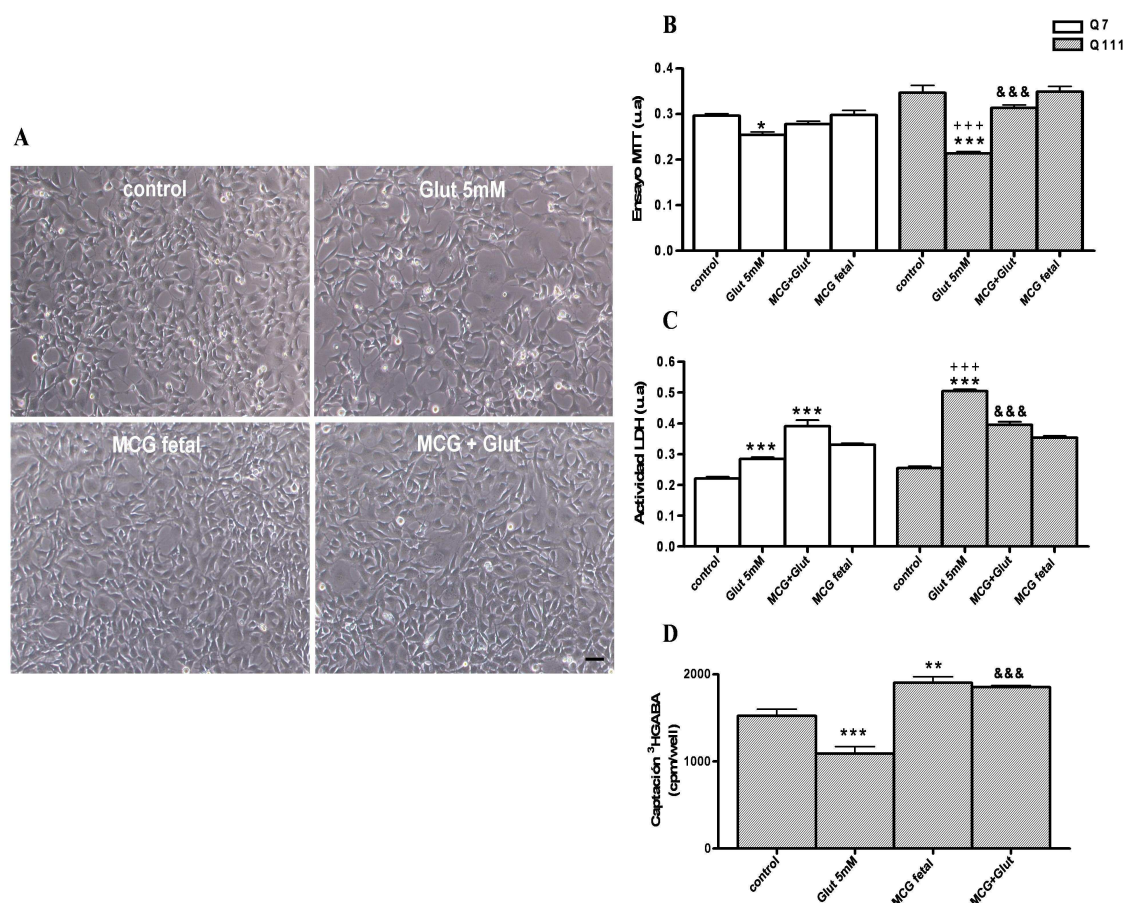 A
control
Glut 5mM
MCG fetal
MCG + Glut
B
Q7
Q111
Ensayo MTT (u.a)
0.4
0.3
0.2
0.1
0.0
*
+++
***
&&&
control
Glut 5mM
MCG+Glut
MCG fetal
control
Glut 5mM
MCG+Glut
MCG fetal
C
Actividad LDH (u.a)
0.6
0.5
0.4
0.3
0.2
0.1
0.0
***
***
+++
***
&&&
control
Glut 5mM
MCG+Glut
MCG fetal
control
Glut 5mM
MCG+Glut
MCG fetal
D
Captación ³HGABA
(cpm/well)
2000
1000
0
***
**
&&&
control
Glut 5mM
MCG fetal
MCG+Glut